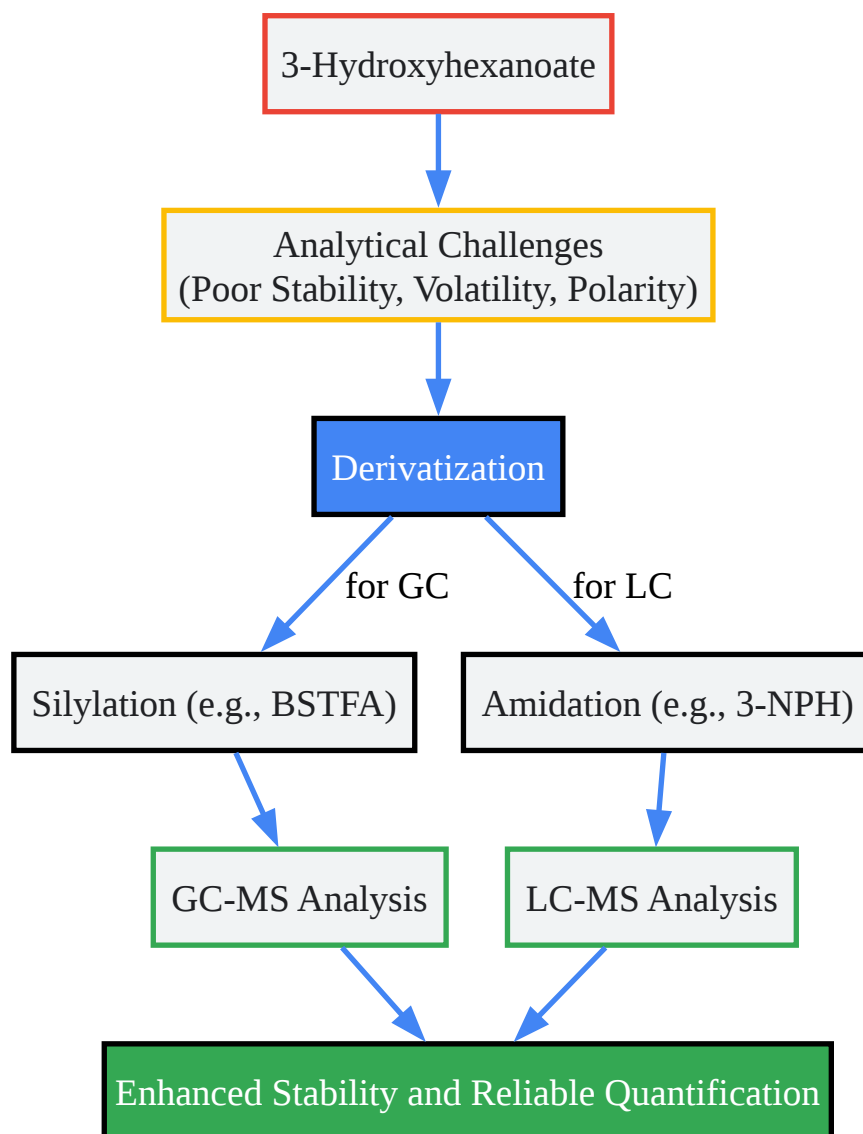 3-Hydroxyhexanoate
Analytical Challenges
(Poor Stability, Volatility, Polarity)
Derivatization
for GC
for LC
Silylation (e.g., BSTFA)
Amidation (e.g., 3-NPH)
GC-MS Analysis
LC-MS Analysis
Enhanced Stability and Reliable Quantification